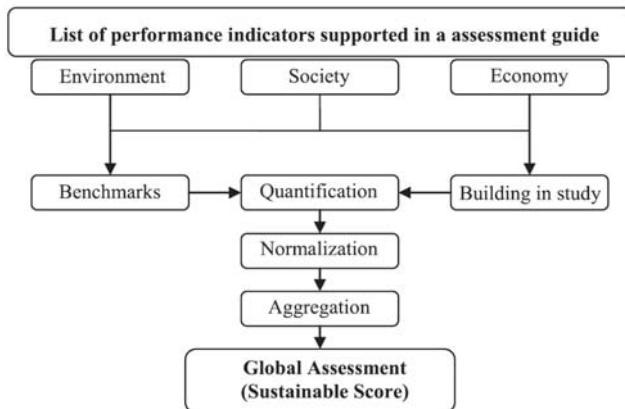 List of performance indicators supported in a assessment guide
Environment
Society
Economy
Benchmarks
Quantification
Building in study
Normalization
Aggregation
Global Assessment
(Sustainable Score)